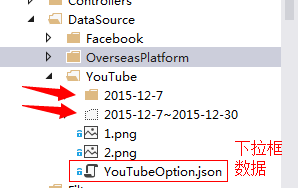 Controllers
DataSource
Facebook
OverseasPlatform
YouTube
2015-12-7
2015-12-7~2015-12-30
1.png
2.png
YouTubeOption.json
下拉框
数据